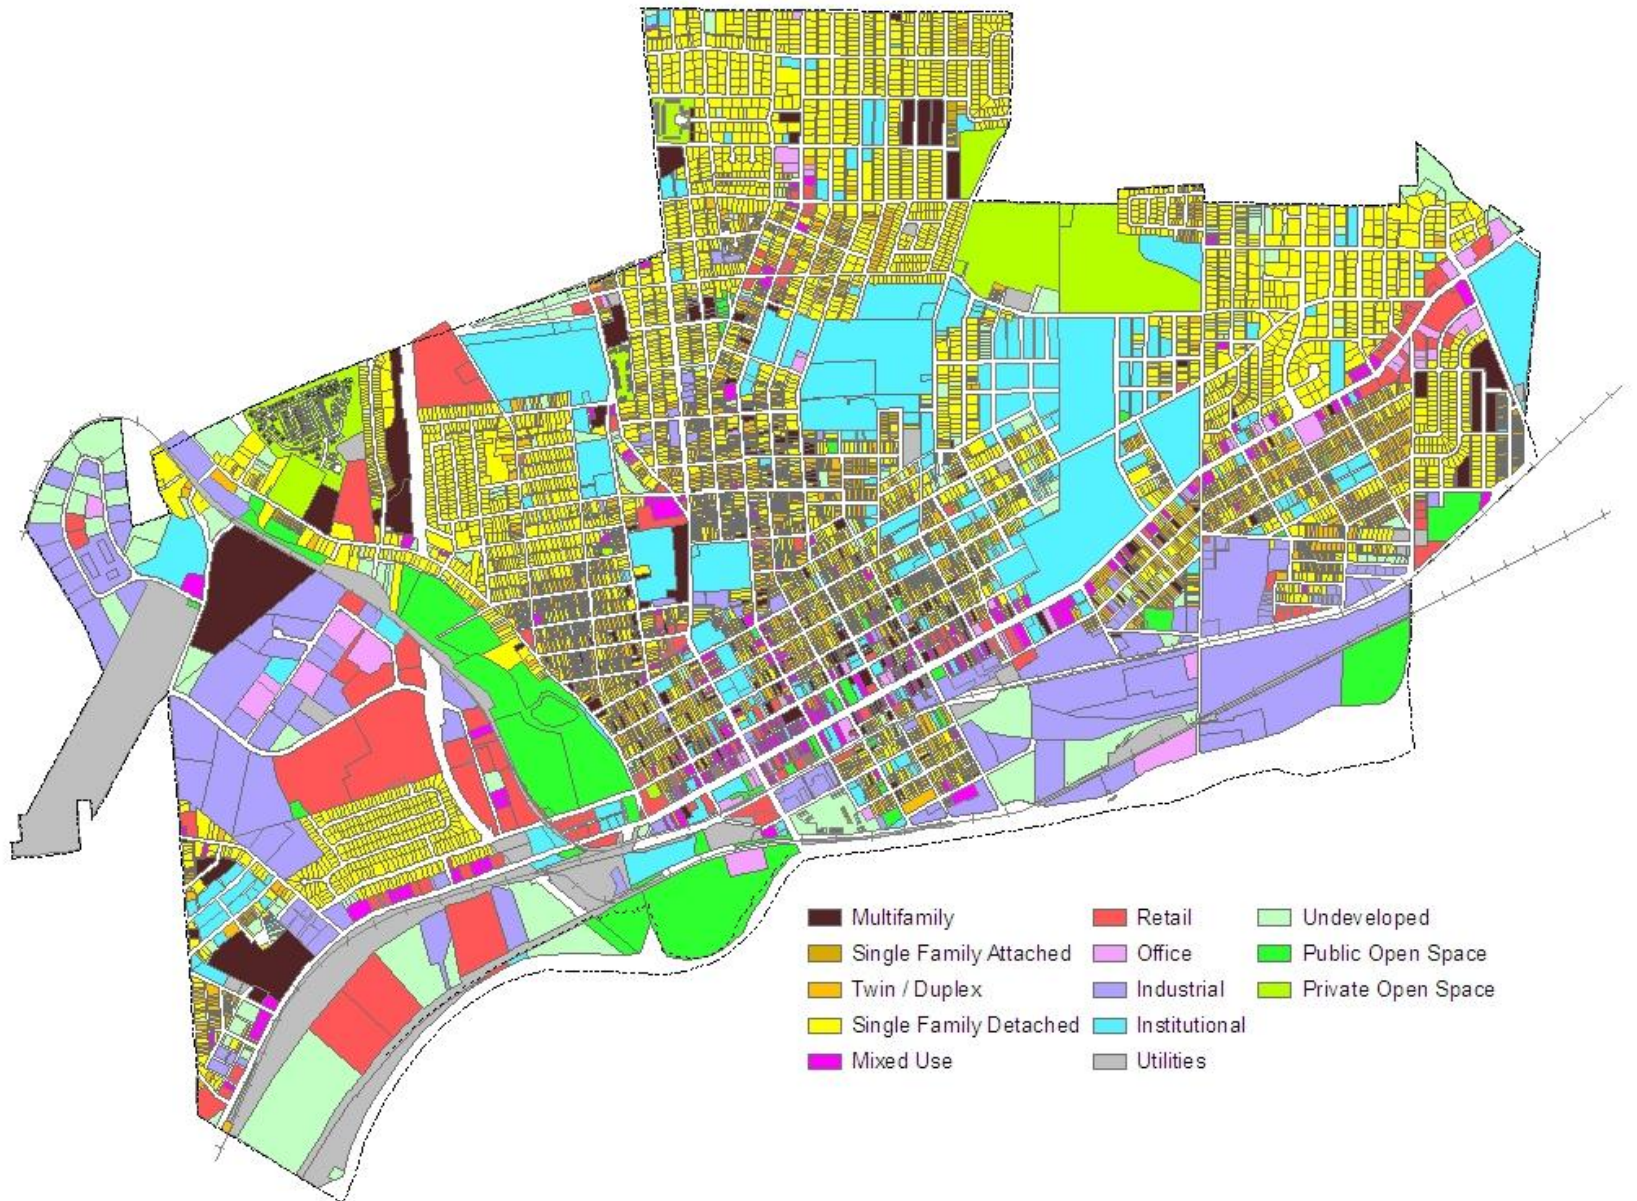 Multifamily
Single Family Attached
Twin / Duplex
Single Family Detached
Mixed Use
Retail
Office
Industrial
Institutional
Utilities
Undeveloped
Public Open Space
Private Open Space